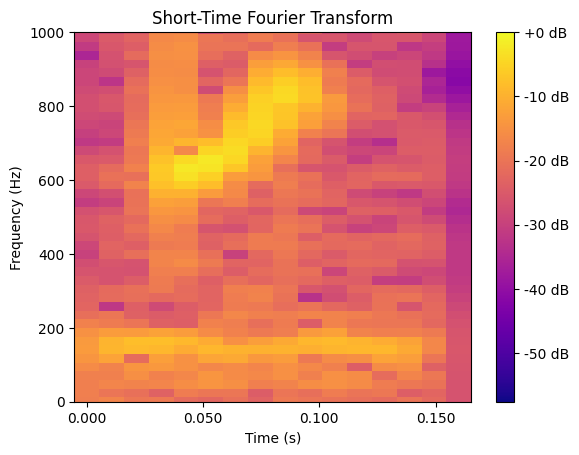 Short-Time Fourier Transform
1000
800
600
400
200
0
Frequency (Hz)
0.000
0.050
0.100
0.150
Time (s)
+0 dB
-10 dB
-20 dB
-30 dB
-40 dB
-50 dB